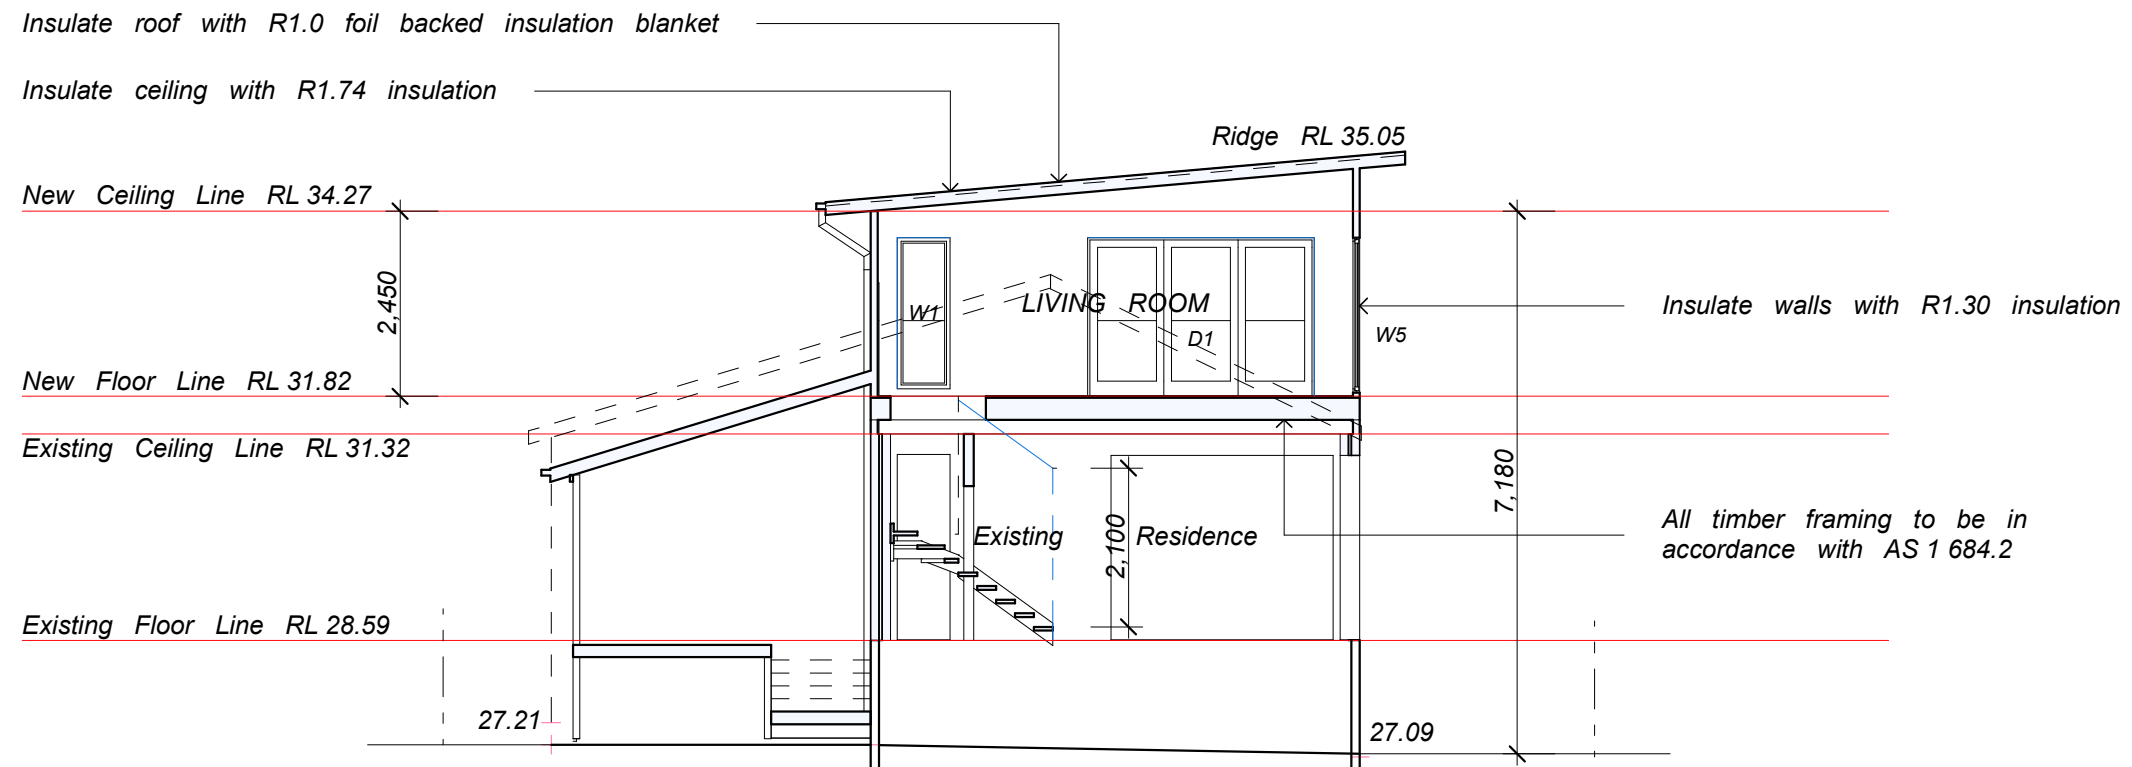 Insulate roof with R1.0 foil backed insulation blanket
Insulate ceiling with R1.74 insulation
Ridge RL 35.05
New Ceiling Line RL 34.27
2,450
W1
LIVING ROOM
D1
W5
Insulate walls with R1.30 insulation
New Floor Line RL 31.82
Existing Ceiling Line RL 31.32
7,180
2,100
Existing Residence
All timber framing to be in
accordance with AS 1 684.2
Existing Floor Line RL 28.59
27.21
27.09